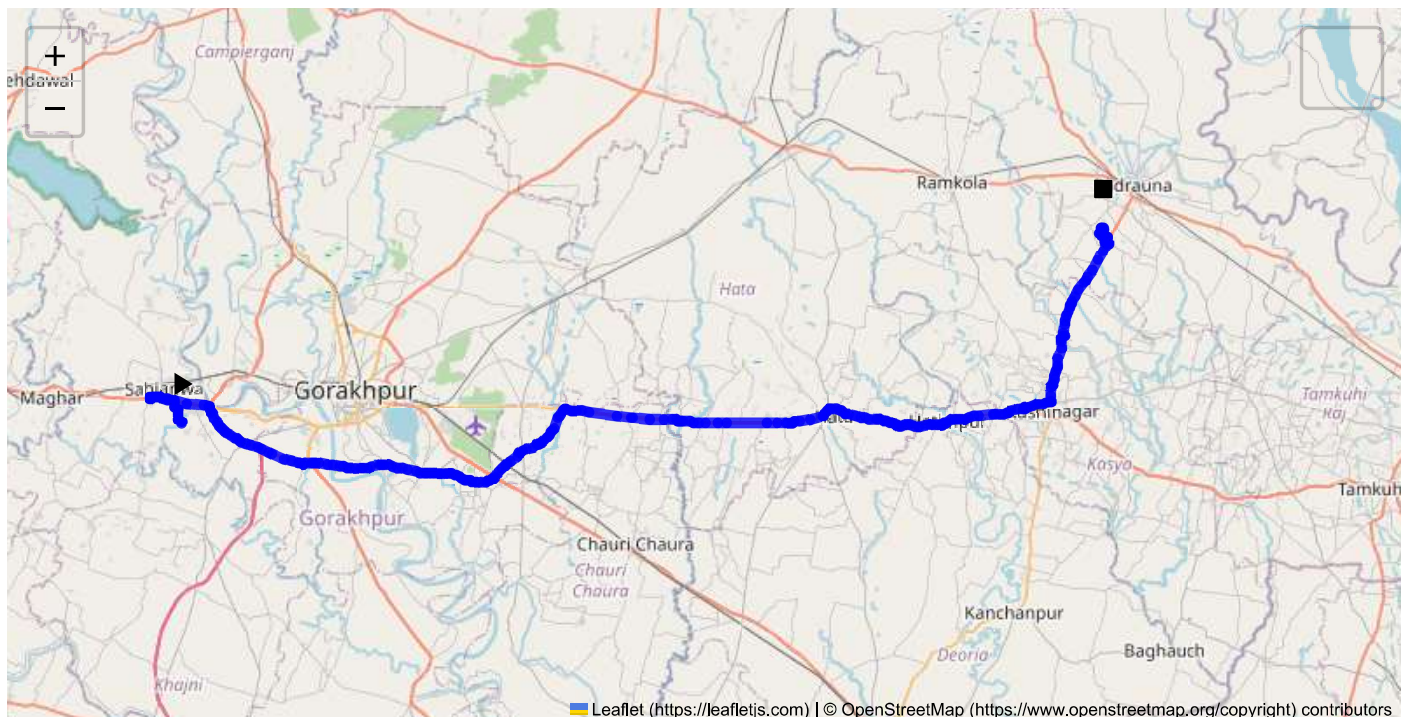 +
−
Campierganj
ehdawal
Ramkola
drauna
Hata
Maghar
Gorakhpur
Tamkuhi
Raj
Kasya
Gorakhpur
Tamkuh
Chauri Chaura
Chauri
Chaura
Kanchanpur
Deoria
Baghauch
Khajni
Leaflet (https://leafletjs.com) | © OpenStreetMap (https://www.openstreetmap.org/copyright) contributors